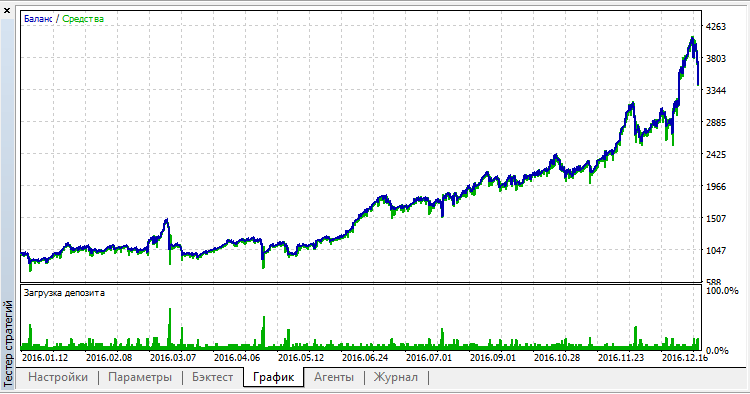 Баланс / Средства
4263
3803
3344
2885
2425
1966
1507
1047
588
Загрузка депозита
100.0%
0.0%
2016.01.12 2016.02.08 2016.03.07 2016.04.06 2016.05.12 2016.06.24 2016.07.01 2016.09.01 2016.10.28 2016.11.23 2016.12.16
Тестер стратегий
Настройки | Параметры | Бэктест | График | Агенты | Журнал |